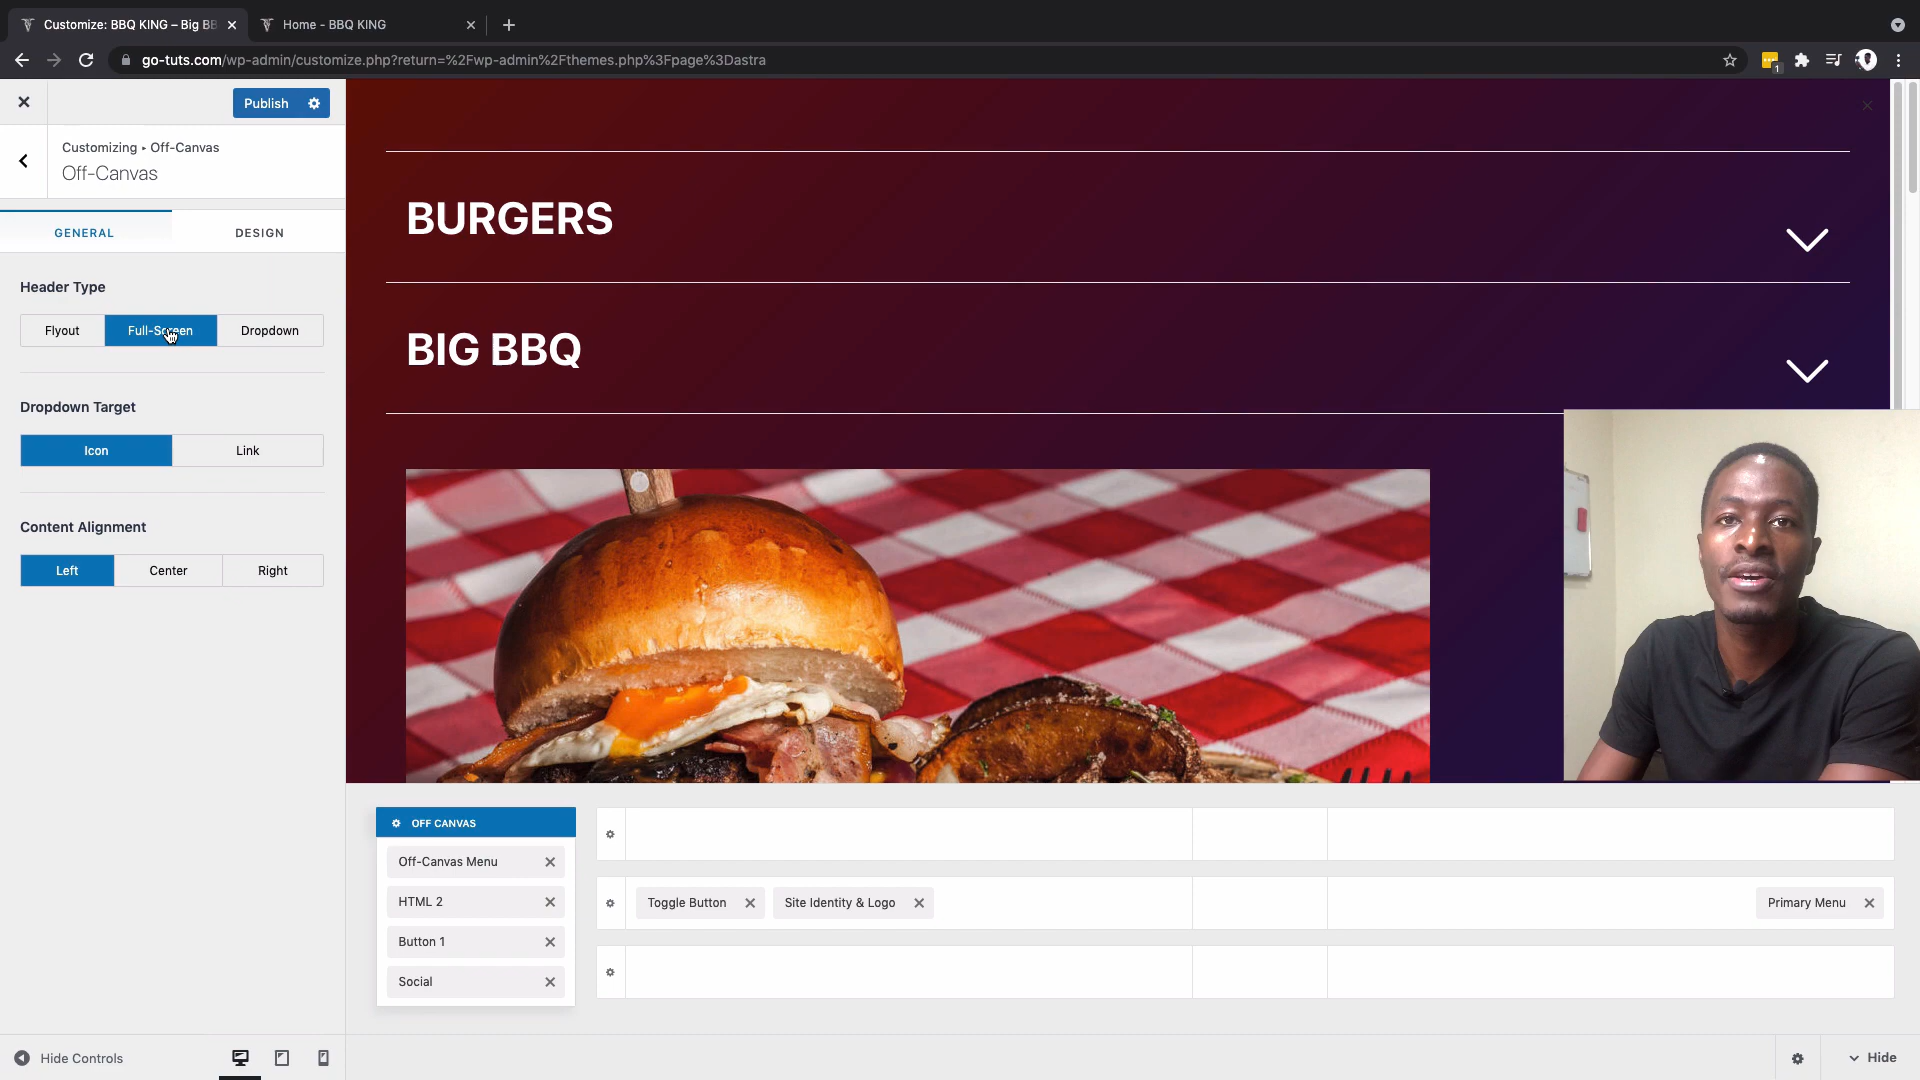 Customize: BBQ KING – Big BB
Home - BBQ KING
go-tuts.com/wp-admin/customize.php?return=%2Fwp-admin%2Fthemes.php%3Fpage%3Dastra
1
Publish
Customizing ▸ Off-Canvas
Off-Canvas
GENERAL
DESIGN
Header Type
Flyout
Full-Screen
Dropdown
Dropdown Target
Icon
Link
Content Alignment
Left
Center
Right
BURGERS
BIG BBQ
OFF CANVAS
Off-Canvas Menu
HTML 2
Button 1
Social
Toggle Button
Site Identity & Logo
Primary Menu
Hide Controls
Hide